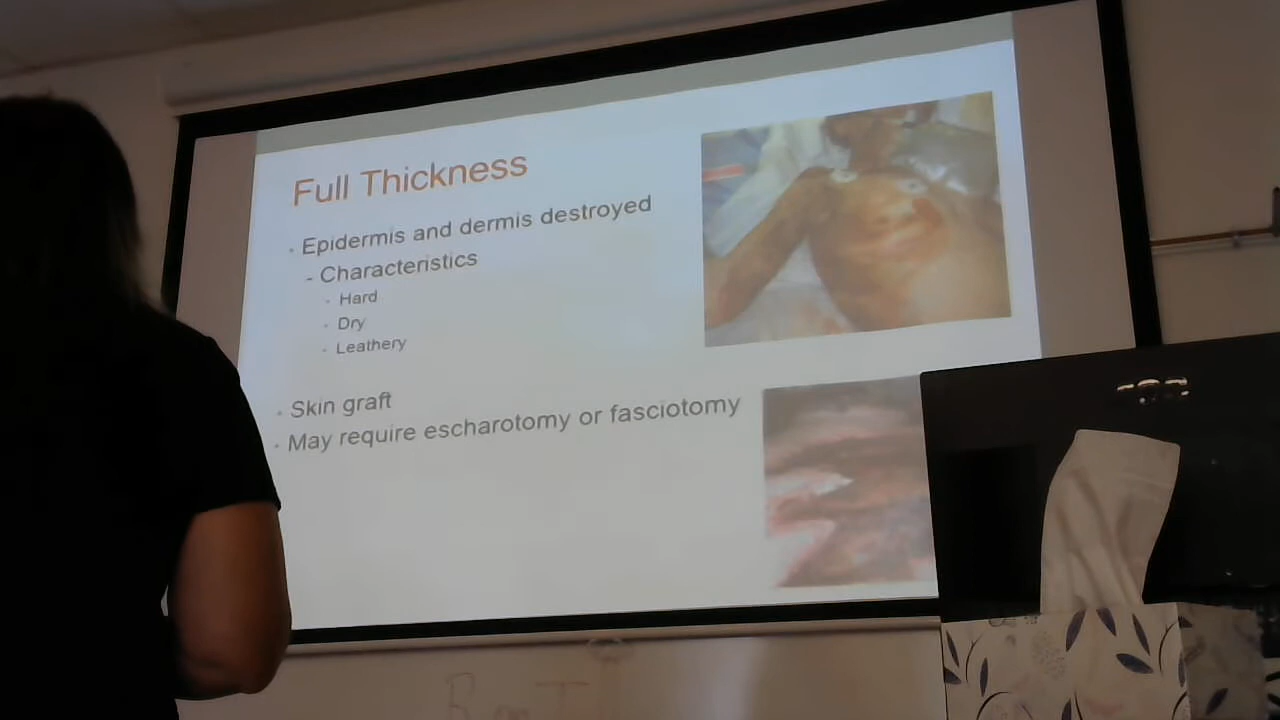 Full Thickness
· Epidermis and dermis destroyed
- Characteristics
· Hard
· Dry
· Leathery
· Skin graft
· May require escharotomy or fasciotomy